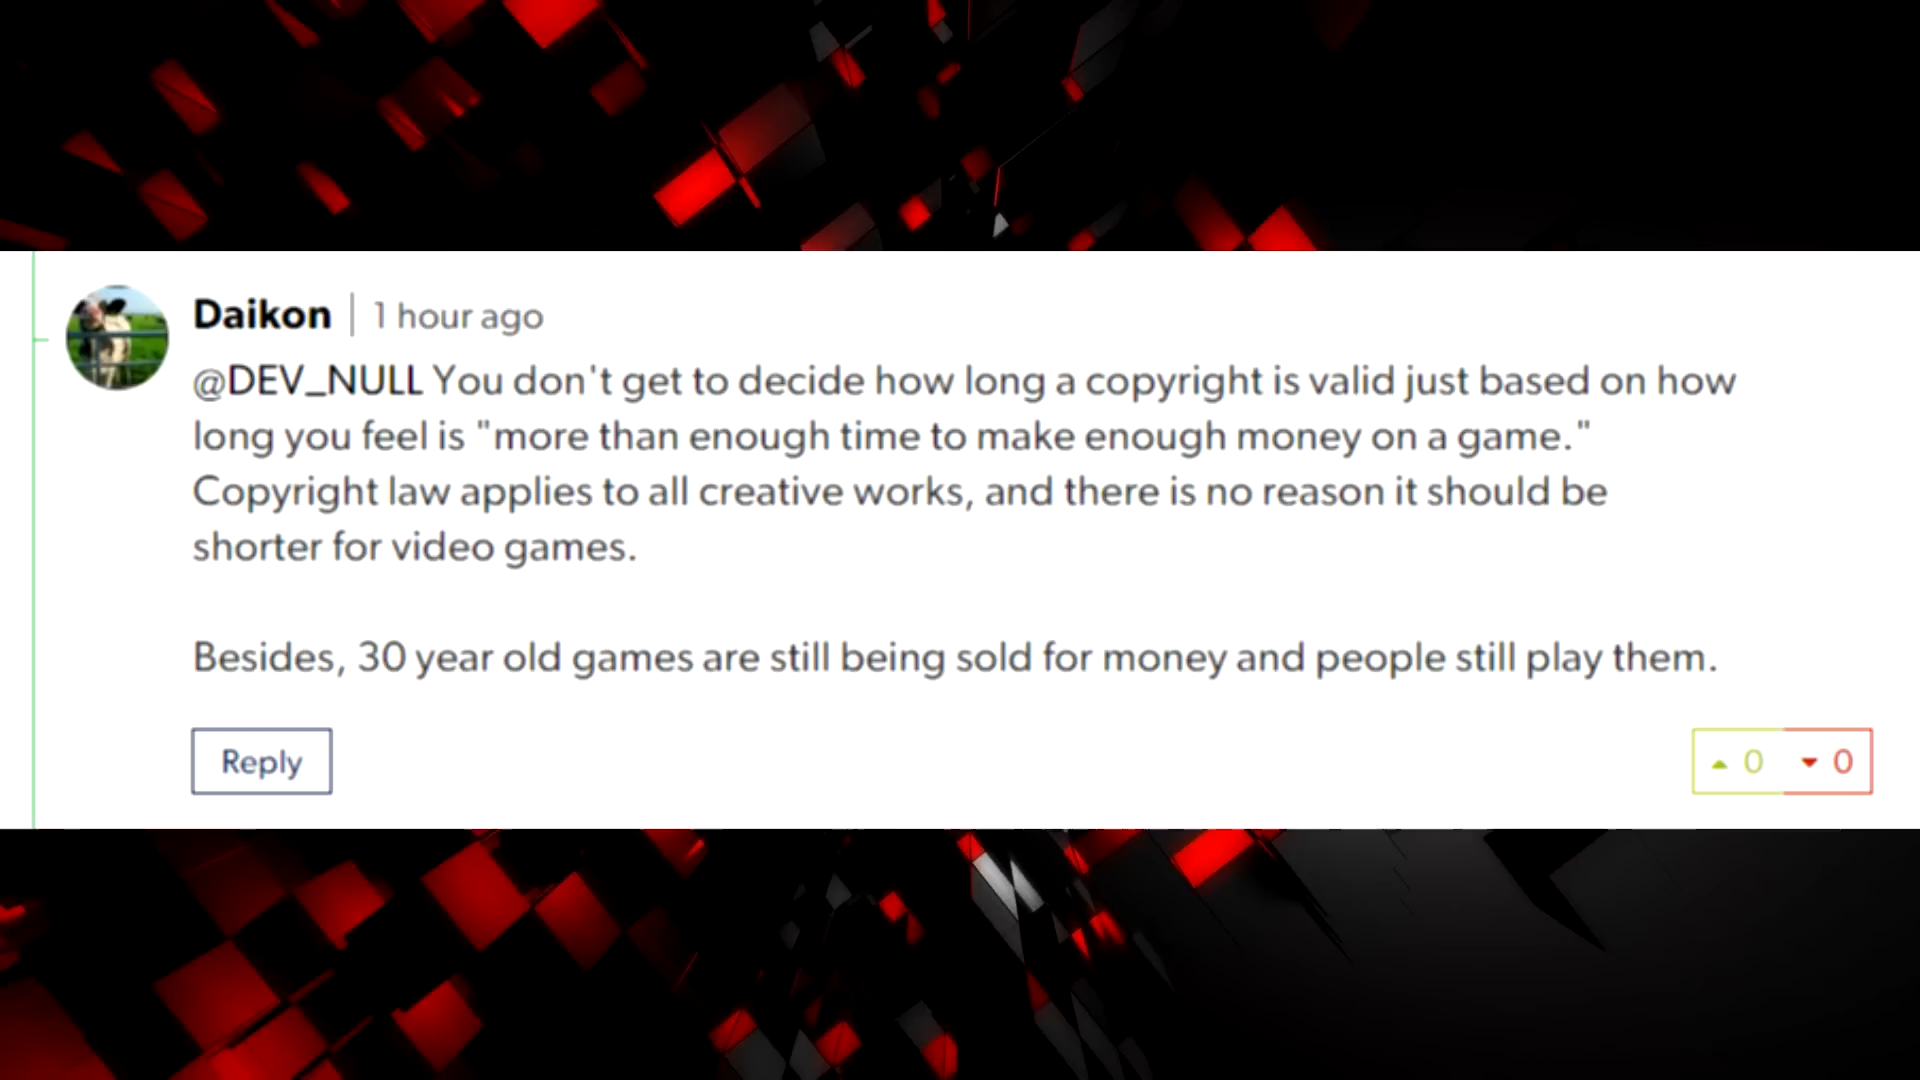 Daikon | 1 hour ago
@DEV_NULL You don't get to decide how long a copyright is valid just based on how
long you feel is "more than enough time to make enough money on a game."
Copyright law applies to all creative works, and there is no reason it should be
shorter for video games.
Besides, 30 year old games are still being sold for money and people still play them.
Reply
0 0